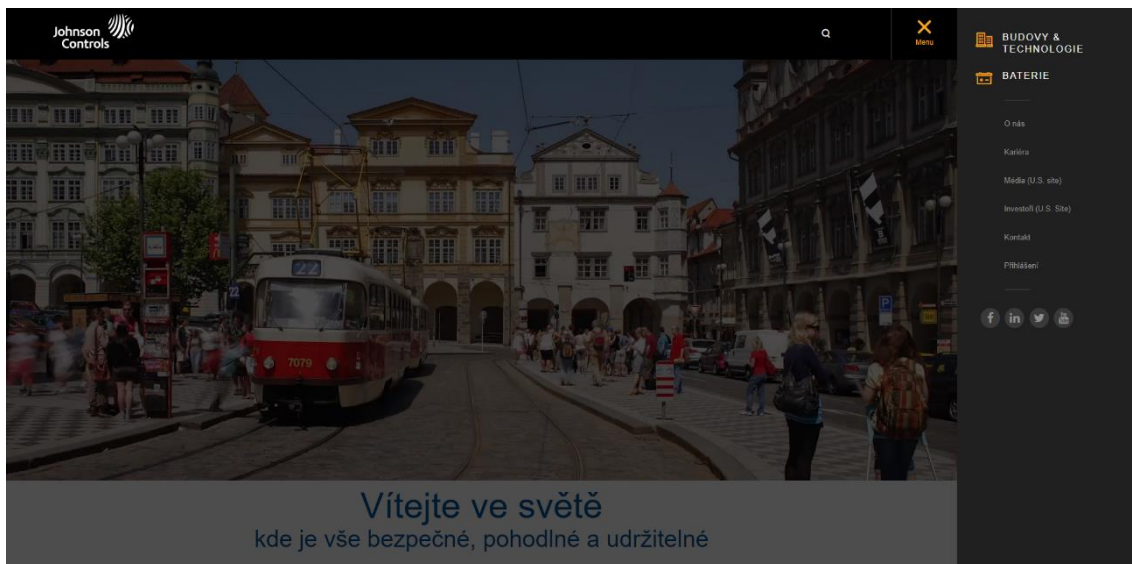 Johnson
Controls
Menu
BUDOVY &
TECHNOLOGIE
BATERIE
O nás
Kariéra
Média (U.S. site)
Investoři (U.S. Site)
Kontakt
Přihlášení
22
22
7079
P
Vítejte ve světě
kde je vše bezpečné, pohodlné a udržitelné